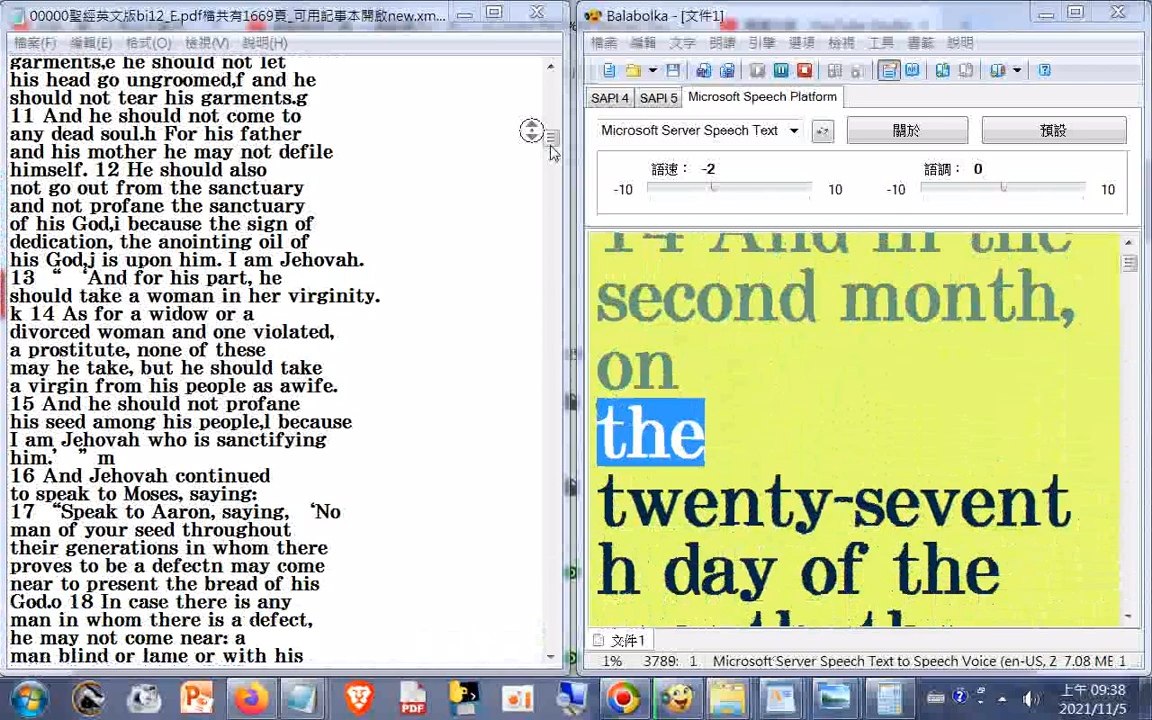 00000聖經英文版bi12_E.pdf檔共有1669頁_可用記事本開啟new.xm...
檔案(F) 編輯(E) 格式(O) 檢視(V) 說明(H)
garments,e he should not let
his head go ungroomed,f and he
should not tear his garments.g
11 And he should not come to
any dead soul.h For his father
and his mother he may not defile
himself. 12 He should also
not go out from the sanctuary
and not profane the sanctuary
of his God,i because the sign of
dedication, the anointing oil of
his God,j is upon him. I am Jehovah.
13 “ ‘And for his part, he
should take a woman in her virginity.
k 14 As for a widow or a
divorced woman and one violated,
a prostitute, none of these
may he take, but he should take
a virgin from his people as awife.
15 And he should not profane
his seed among his people,l because
I am Jehovah who is sanctifying
him.’ ” m
16 And Jehovah continued
to speak to Moses, saying:
17 “Speak to Aaron, saying, ‘No
man of your seed throughout
their generations in whom there
proves to be a defectn may come
near to present the bread of his
God.o 18 In case there is any
man in whom there is a defect,
he may not come near: a
man blind or lame or with his
Balabolka - [文件1]
檔案 編輯 文字 朗讀 引擎 選項 檢視 工具 書籤 說明
SAPI 4 SAPI 5 Microsoft Speech Platform
Microsoft Server Speech Text 關於 預設
語速： -2 語調： 0
-10 10 -10 10
14 And in the
second month,
on
the
twenty-sevent
h day of the
文件1
1% 3789: 1 Microsoft Server Speech Text to Speech Voice (en-US, 2 7.08 ME 1
上午 09:38
2021/11/5